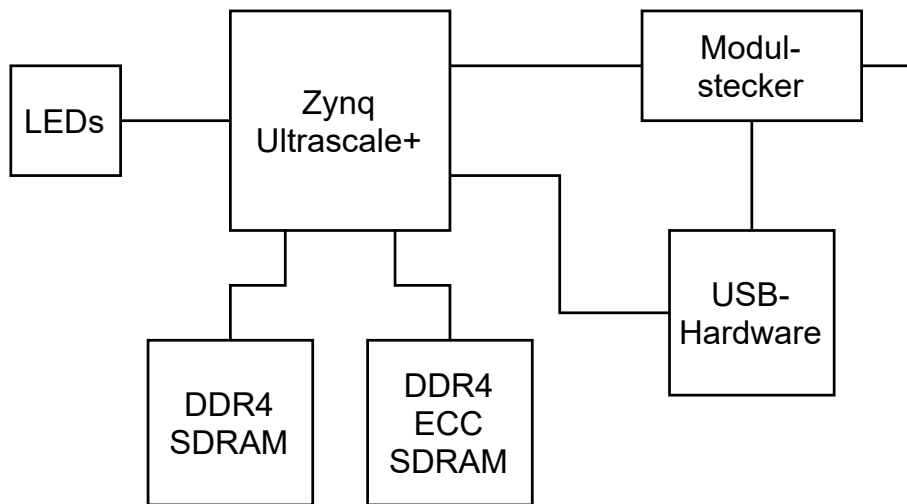 LEDs
Zynq
Ultrascale+
Modul-
stecker
USB-
Hardware
DDR4
SDRAM
DDR4
ECC
SDRAM